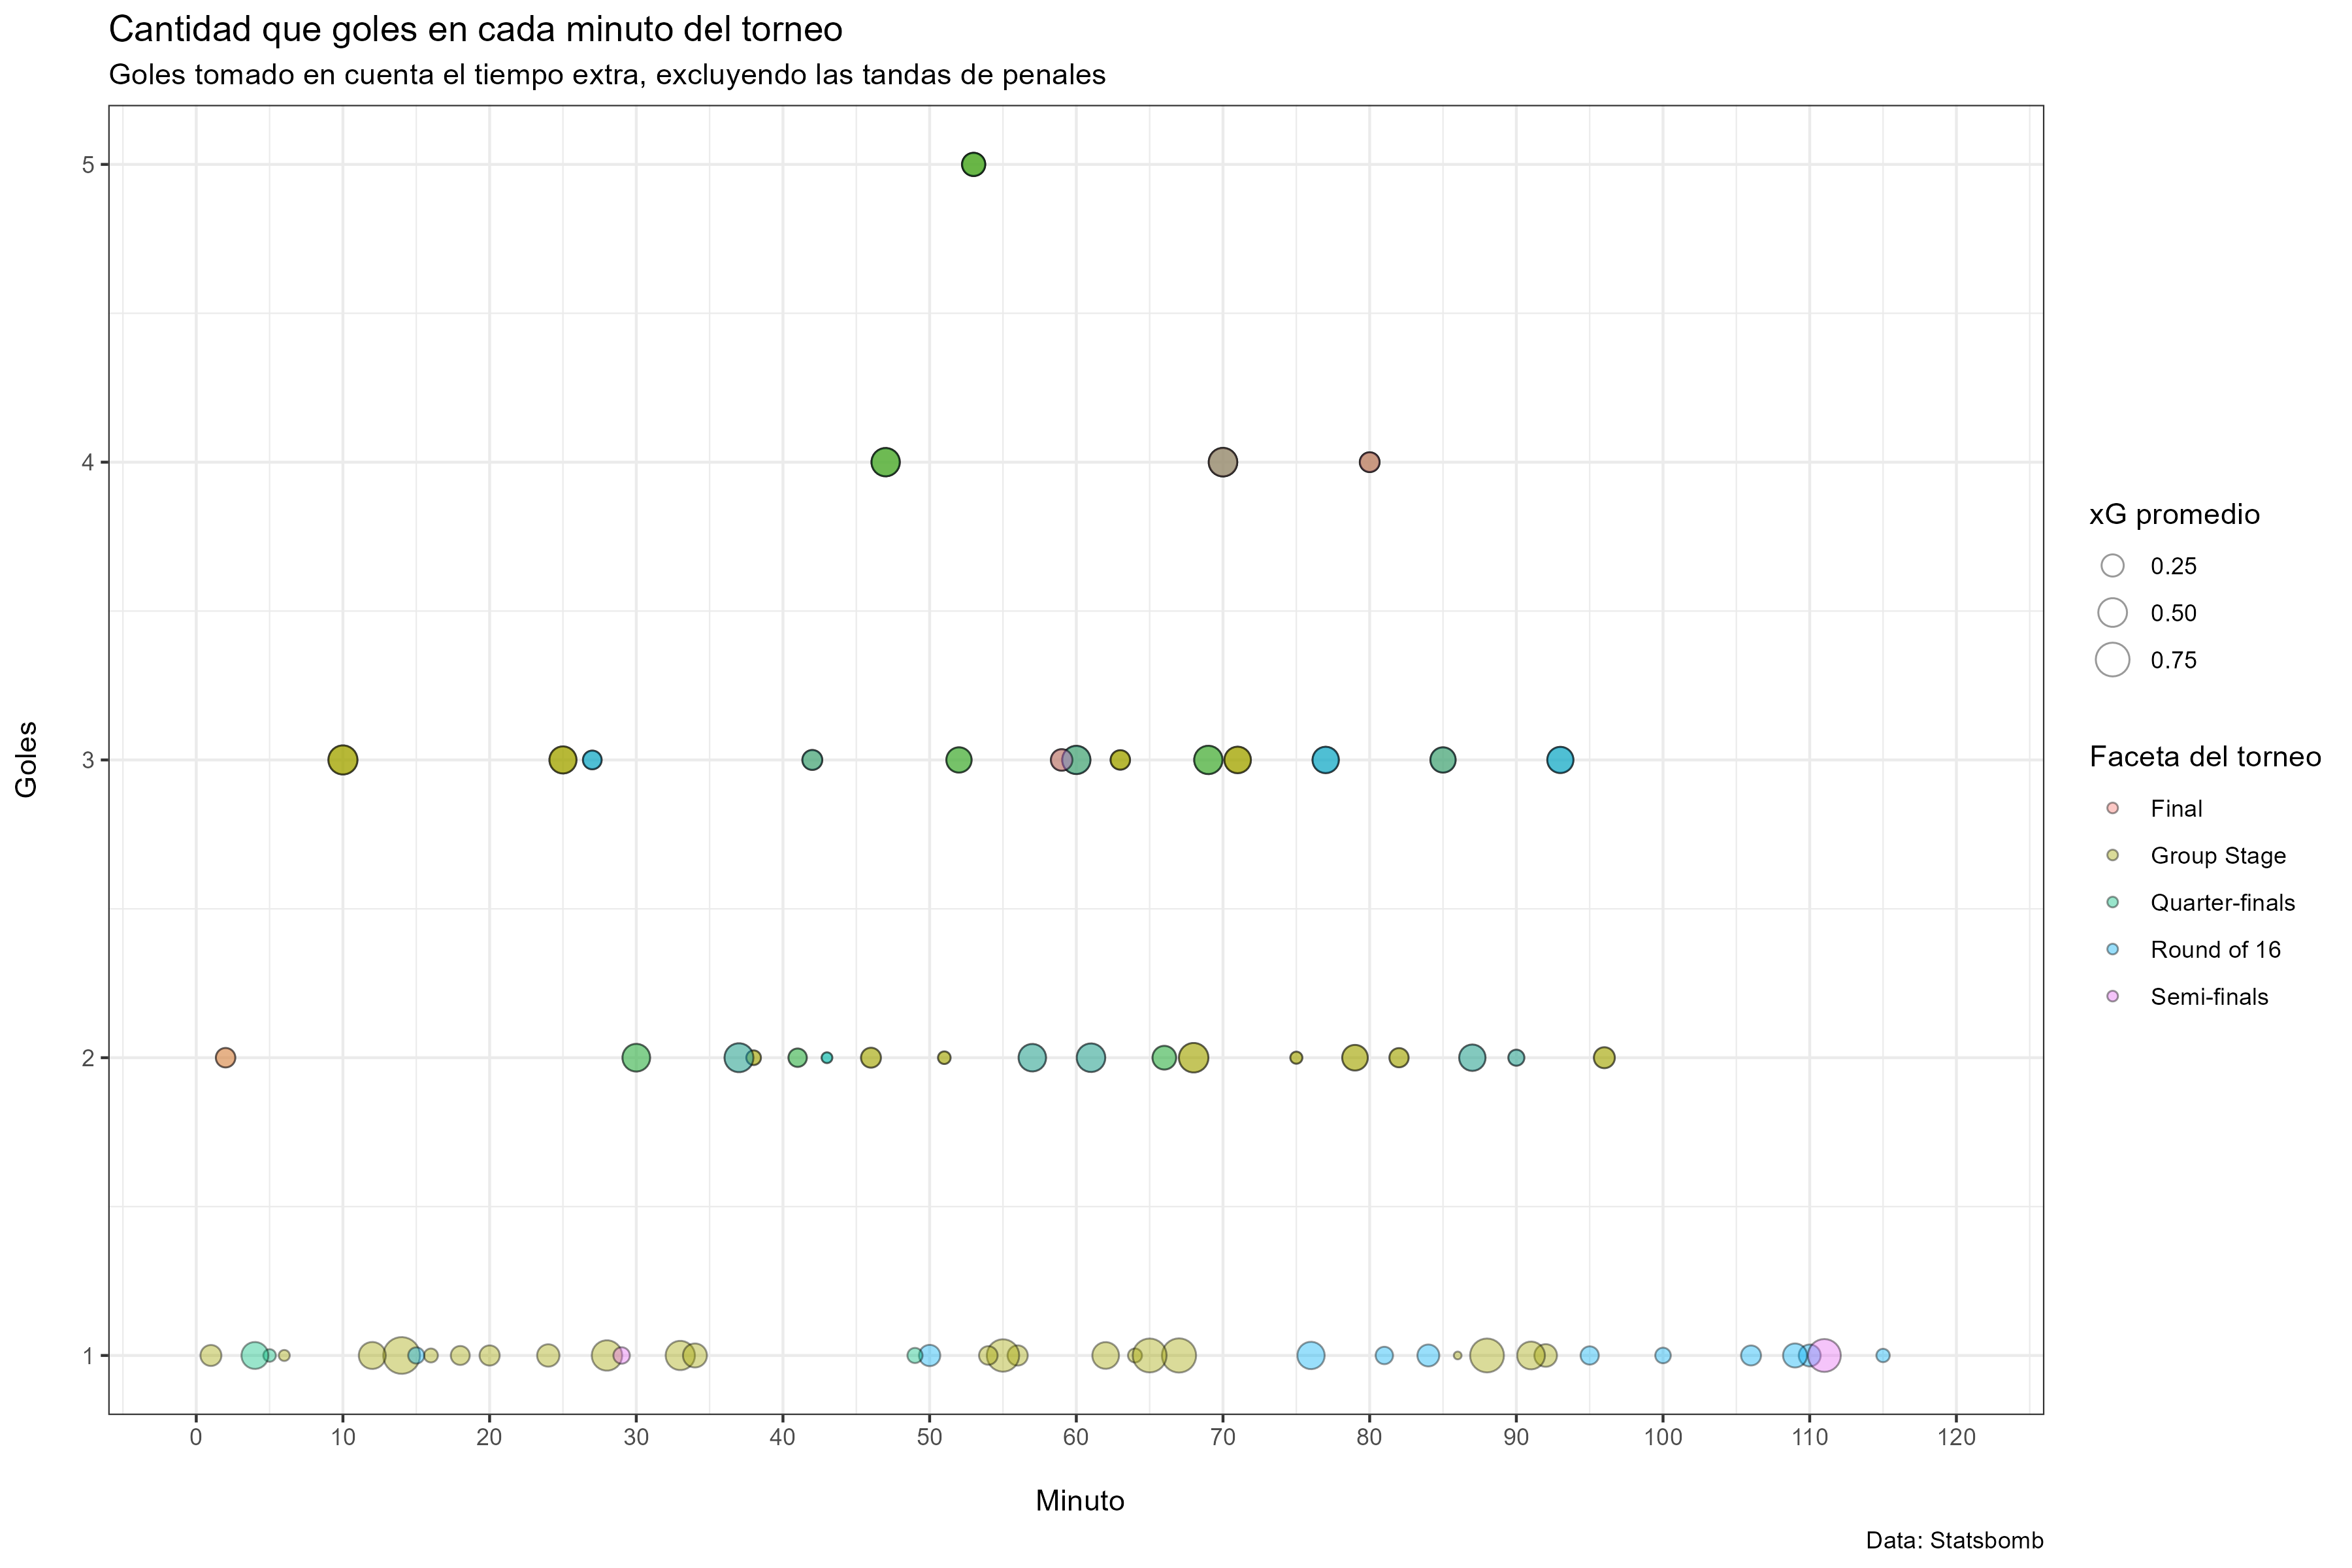 Cantidad que goles en cada minuto del torneo
Goles tomado en cuenta el tiempo extra, excluyendo las tandas de penales
5
4
3
2
1
Goles
0 10 20 30 40 50 60 70 80 90 100 110 120
Minuto
xG promedio
0.25
0.50
0.75
Faceta del torneo
Final
Group Stage
Quarter-finals
Round of 16
Semi-finals
Data: Statsbomb